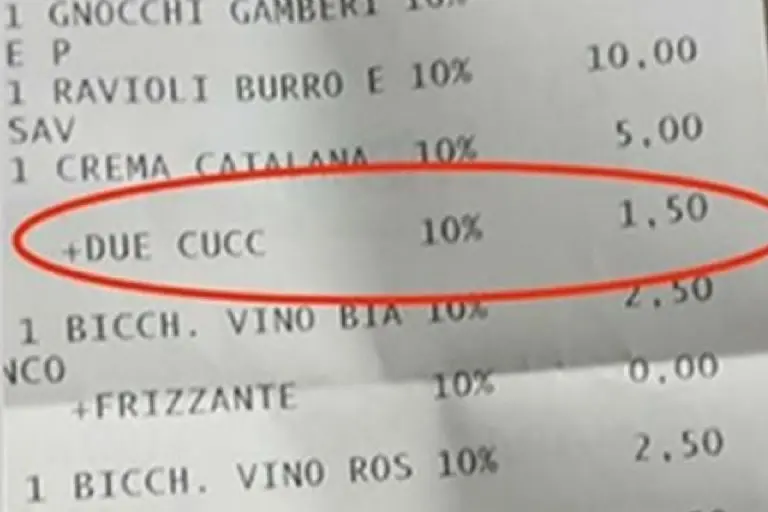 1 GNOCCHI GAMBERI 10%
E P
1 RAVIOLI BURRO E 10% 10.00
SAV
1 CREMA CATALANA 10% 5.00
+DUE CUCC 10% 1,50
1 BICCH. VINO BIA 10% 2,50
NCO
+FRIZZANTE 10% 0.00
1 BICCH. VINO ROS 10% 2.50